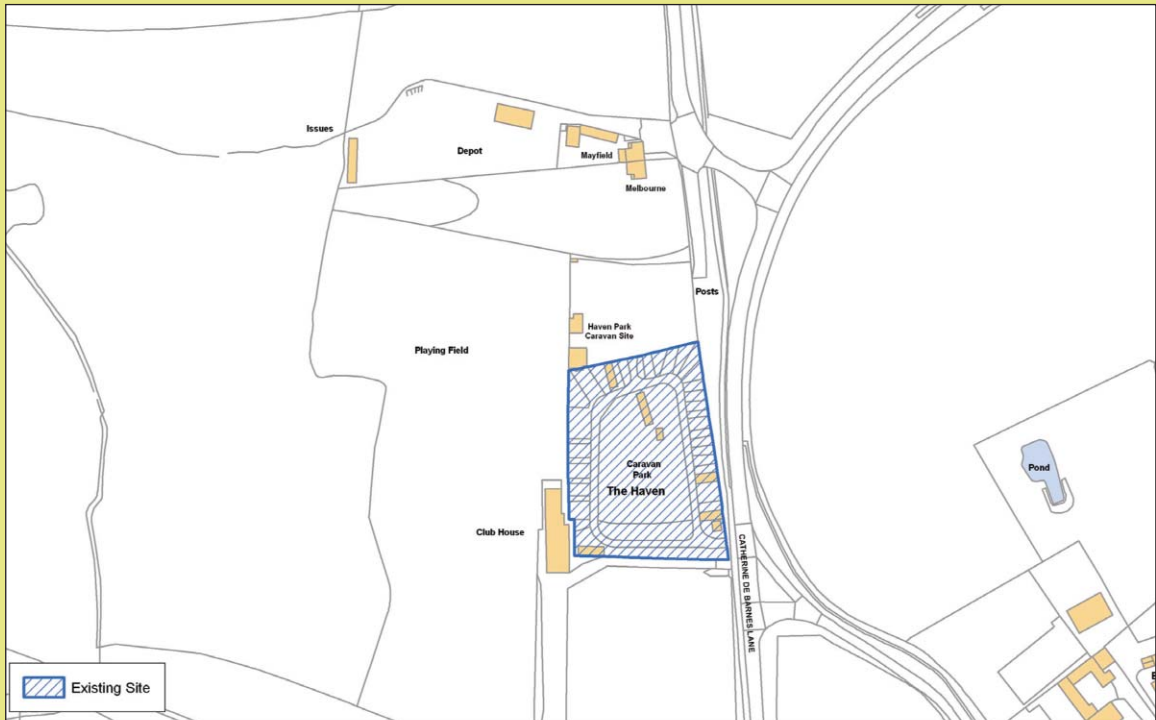 Issues
Depot
Mayfield
Melbourne
Posts
Haven Park
Caravan Site
Playing Field
Pond
Caravan
Park
The Haven
Club House
CATHERINE DE BARNES LANE
Existing Site